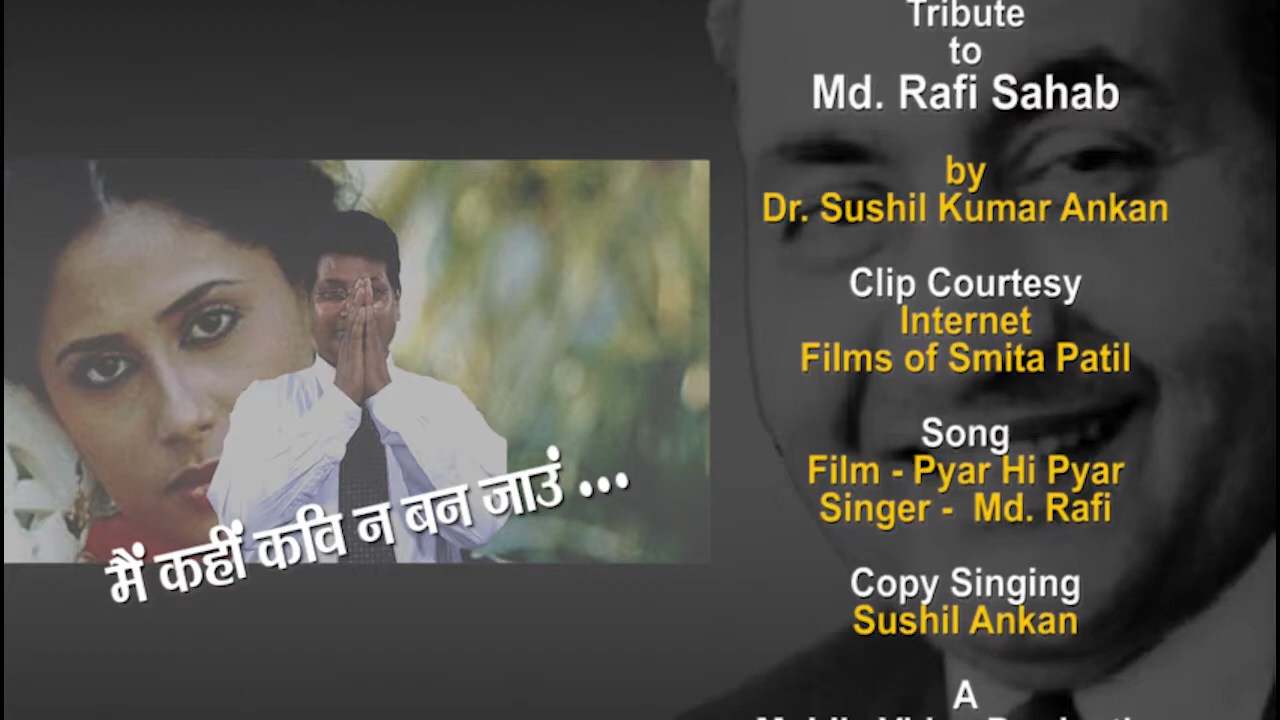 Tribute
to
Md. Rafi Sahab
by
Dr. Sushil Kumar Ankan
Clip Courtesy
Internet
Films of Smita Patil
Song
Film - Pyar Hi Pyar
Singer - Md. Rafi
Copy Singing
Sushil Ankan
A
मैं कहीं कवि न बन जाउं ...